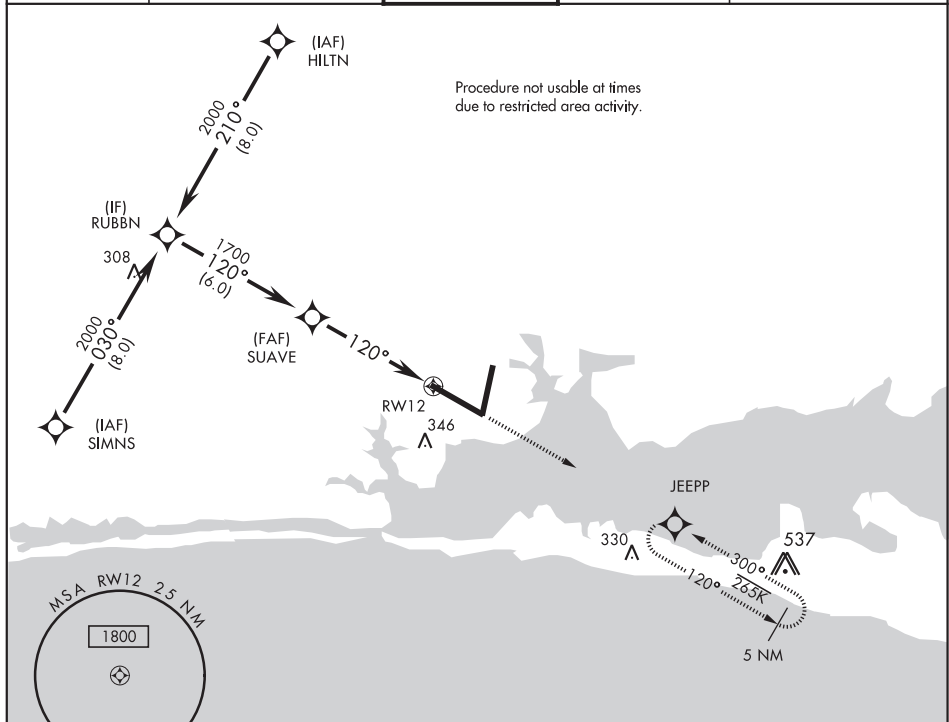 (IAF)
HILTN
Procedure not usable at times
due to restricted area activity.
2000
210°
(8.0)
(IF)
RUBBN
308
1700
120°
(6.0)
2000
030°
(8.0)
(FAF)
SUAVE
120°
(IAF)
SIMNS
RW12
346
JEEPP
330
537
300°
120°
265K
5 NM
MSA RW12 25 NM
1800